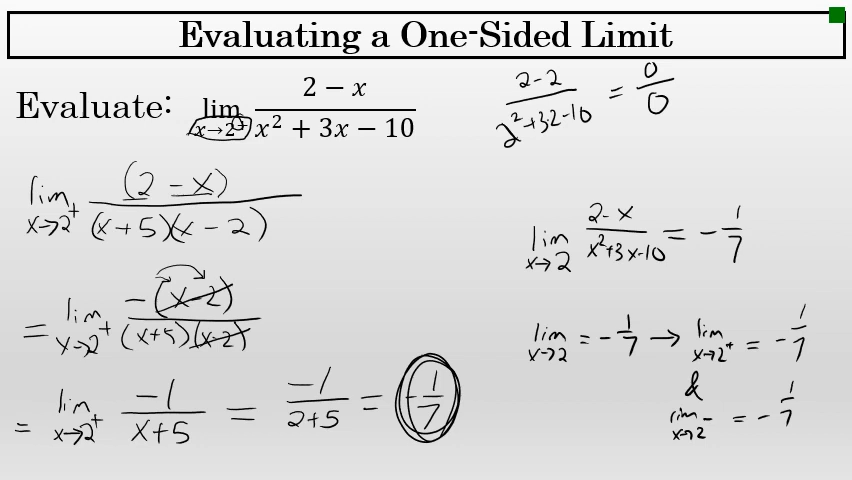 Evaluating a One-Sided Limit
Evaluate: lim x→2⁺ (2 − x)/(x² + 3x − 10)
(2-2)/(2²+3·2-10) = 0/0
lim x→2⁺ (2 - x)/((x+5)(x-2))
= lim x→2⁺ -(x-2)/((x+5)(x-2))
= lim x→2⁺ -1/(x+5) = -1/(2+5) = -1/7
lim x→2 (2-x)/(x²+3x-10) = -1/7
lim x→2 = -1/7 → lim x→2⁺ = -1/7
&
lim x→2⁻ = -1/7